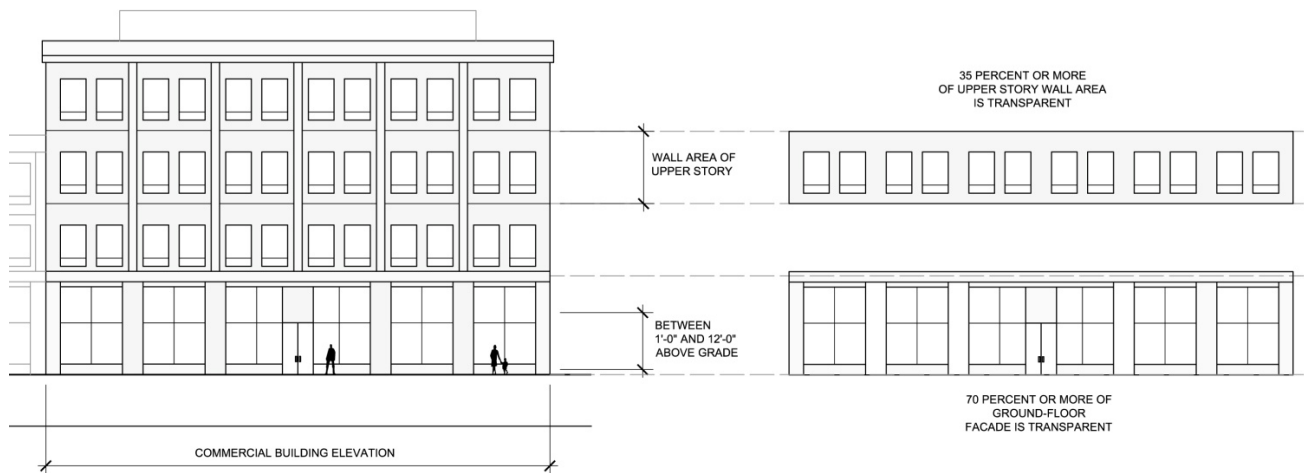 35 PERCENT OR MORE
OF UPPER STORY WALL AREA
IS TRANSPARENT
WALL AREA OF
UPPER STORY
BETWEEN
1'-0" AND 12'-0"
ABOVE GRADE
70 PERCENT OR MORE OF
GROUND-FLOOR
FACADE IS TRANSPARENT
COMMERCIAL BUILDING ELEVATION